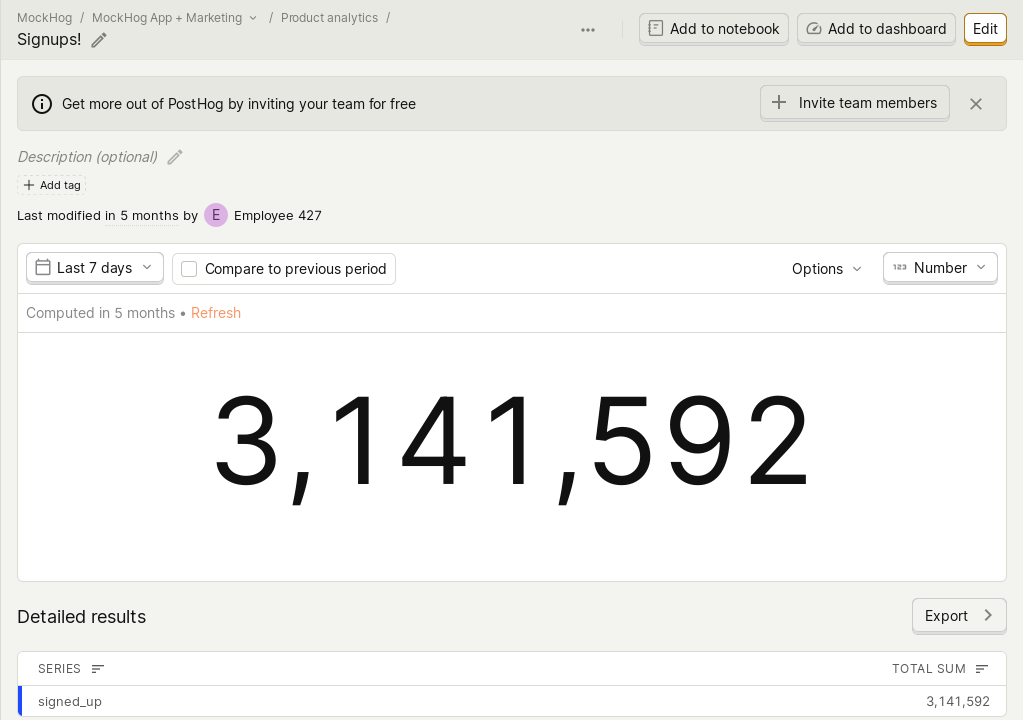 MockHog / MockHog App + Marketing / Product analytics /
Signups!
Add to notebook
Add to dashboard
Edit
Get more out of PostHog by inviting your team for free
Invite team members
Description (optional)
Add tag
Last modified in 5 months by E Employee 427
Last 7 days
Compare to previous period
Options
123 Number
Computed in 5 months • Refresh
3,141,592
Detailed results
Export
SERIES TOTAL SUM
signed_up 3,141,592